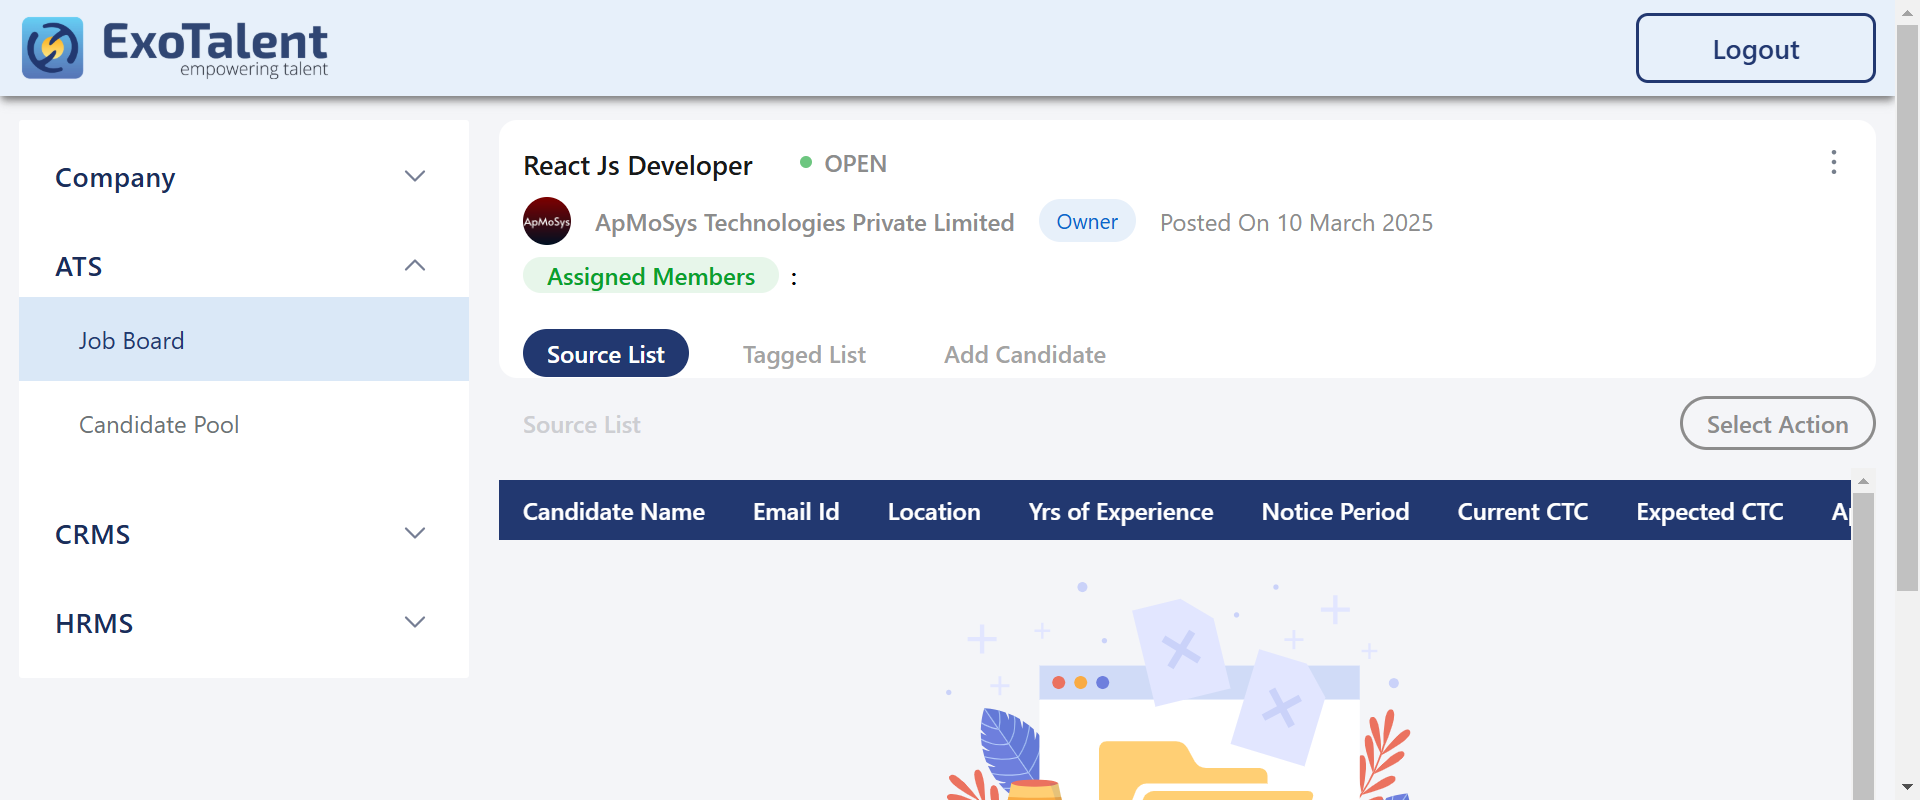 ExoTalent
empowering talent
Logout
Company
ATS
Job Board
Candidate Pool
CRMS
HRMS
React Js Developer
OPEN
ApMoSys
ApMoSys Technologies Private Limited
Owner
Posted On 10 March 2025
Assigned Members :
Source List
Tagged List
Add Candidate
Source List
Select Action
Candidate Name Email Id Location Yrs of Experience Notice Period Current CTC Expected CTC